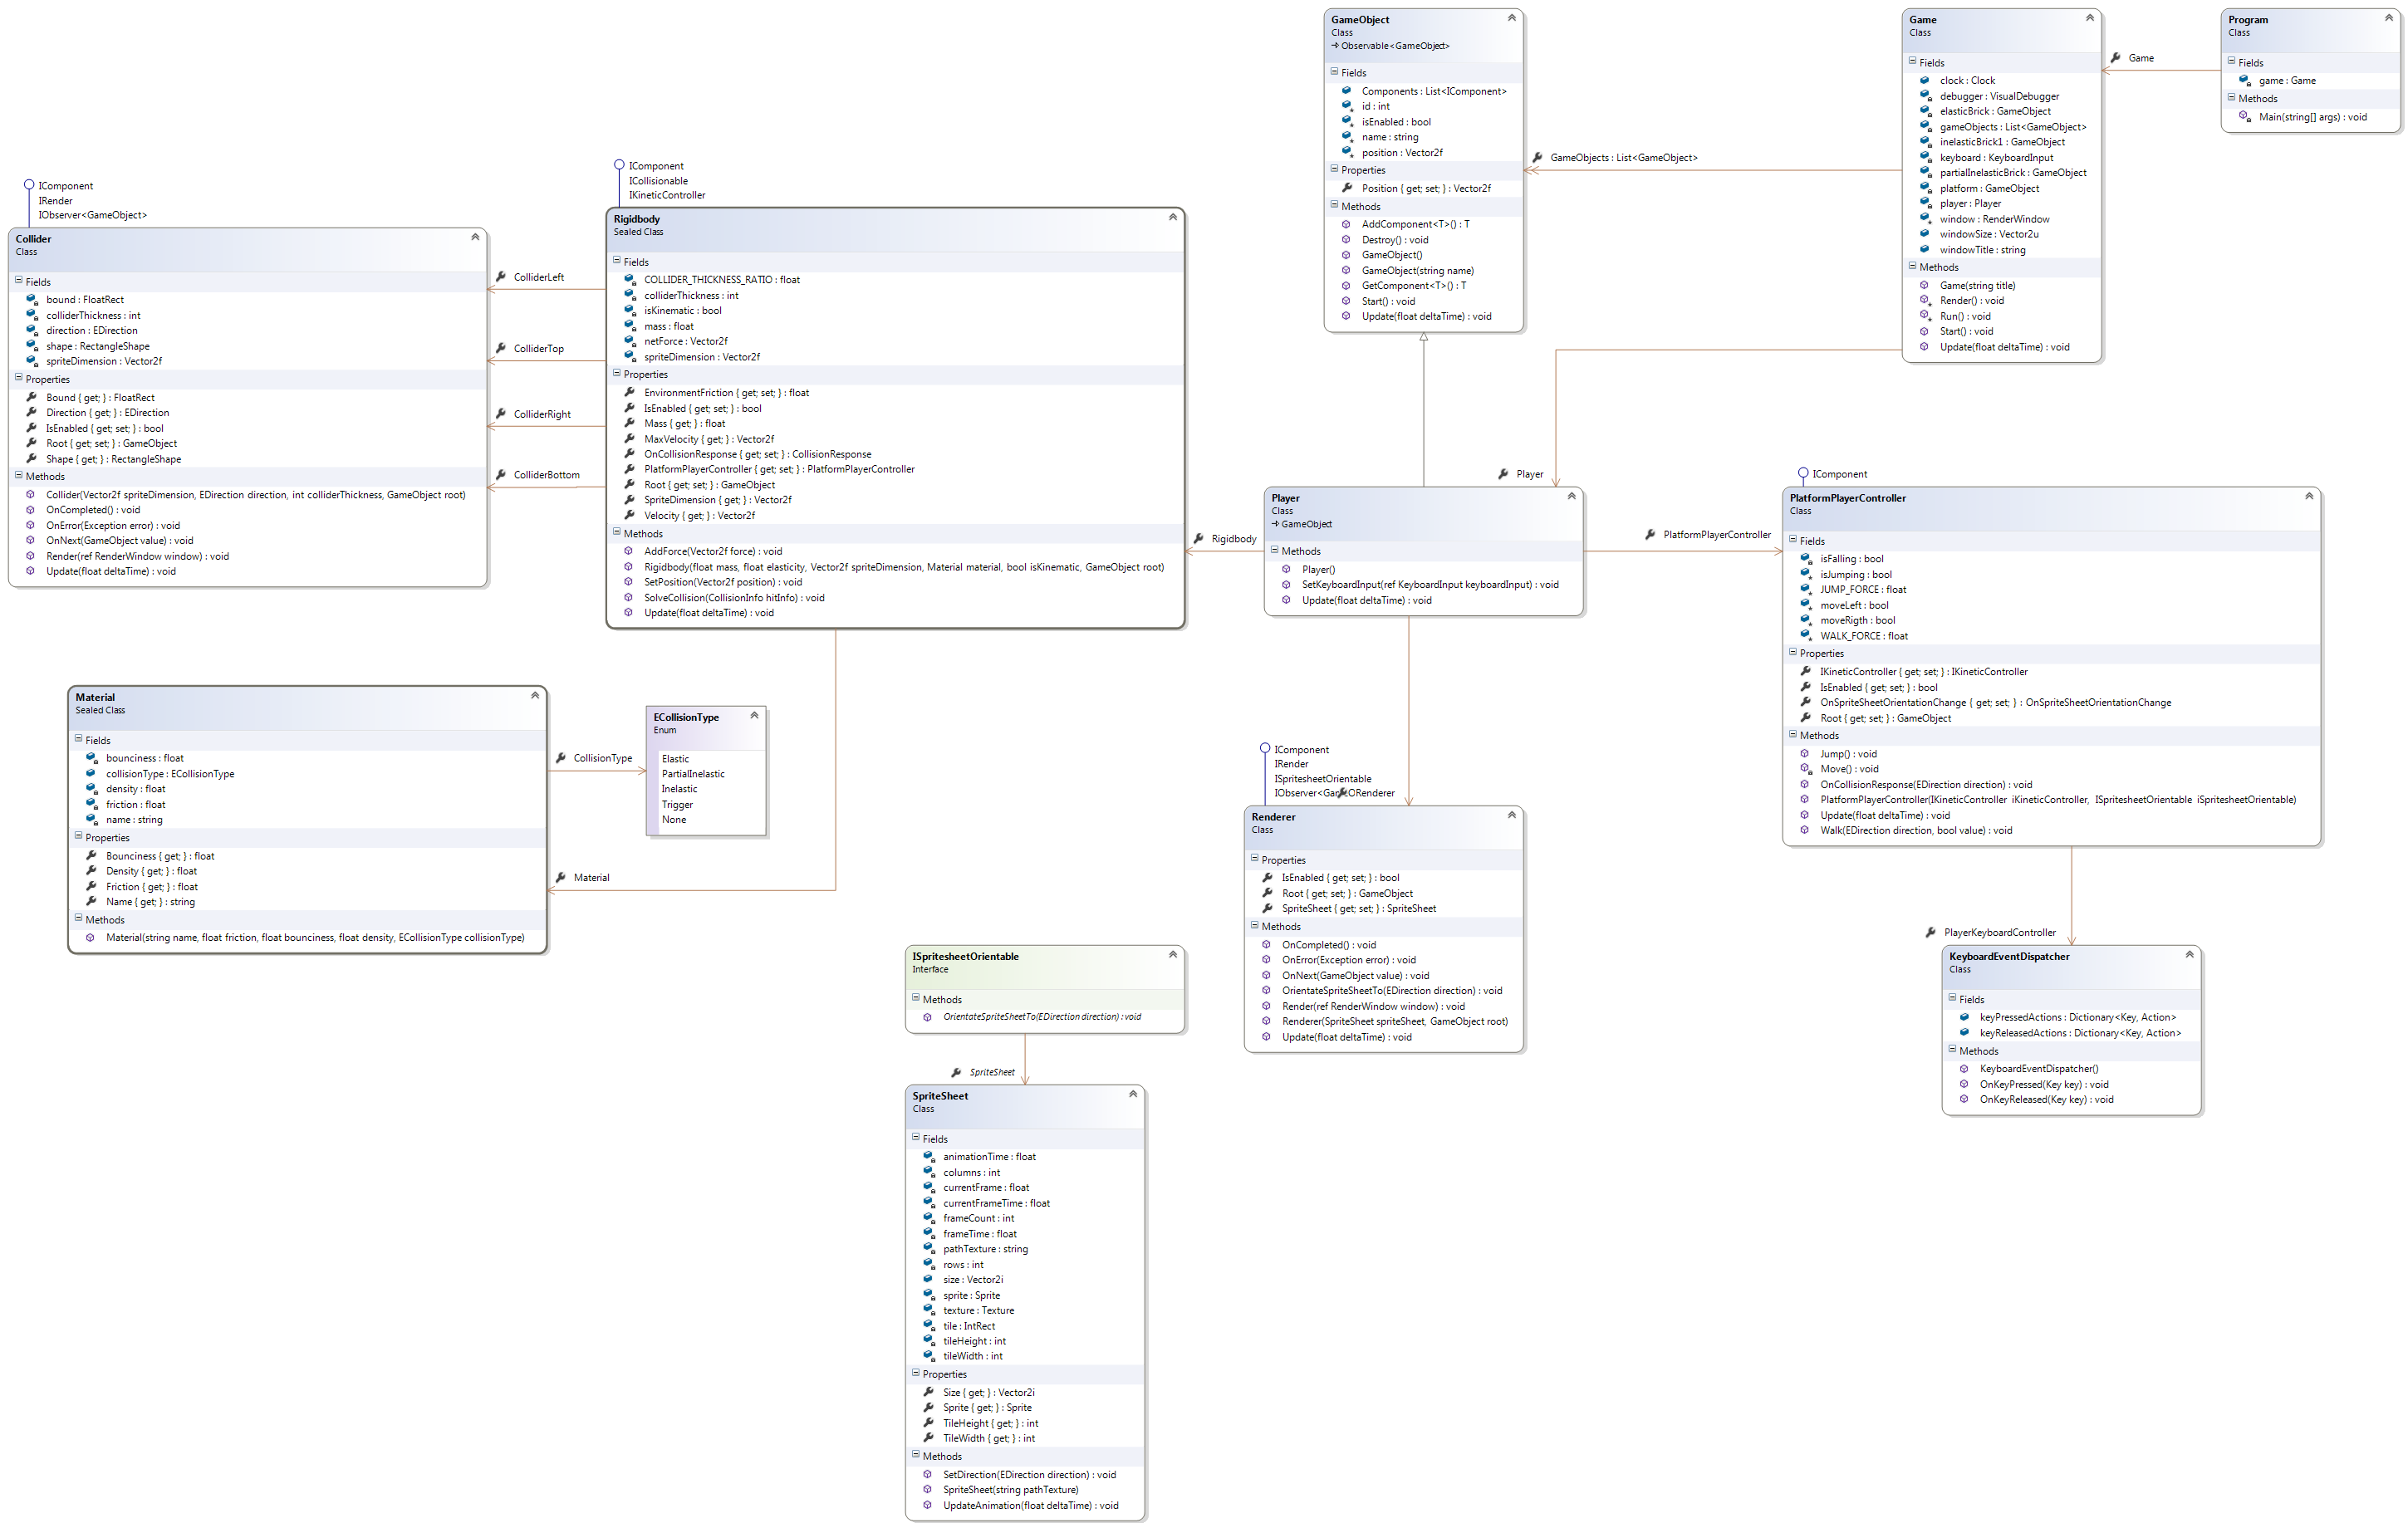 GameObject
Class
Observable<GameObject>
Fields
Components : List<IComponent>
id : int
isEnabled : bool
name : string
position : Vector2f
Properties
Position { get; set; } : Vector2f
Methods
AddComponent<T>() : T
Destroy() : void
GameObject()
GameObject(string name)
GetComponent<T>() : T
Start() : void
Update(float deltaTime) : void
GameObjects : List<GameObject>
Game
Class
Fields
clock : Clock
debugger : VisualDebugger
elasticBrick : GameObject
gameObjects : List<GameObject>
inelasticBrick1 : GameObject
keyboard : KeyboardInput
partialInelasticBrick : GameObject
platform : GameObject
player : Player
window : RenderWindow
windowSize : Vector2u
windowTitle : string
Methods
Game(string title)
Render() : void
Run() : void
Start() : void
Update(float deltaTime) : void
Game
Program
Class
Fields
game : Game
Methods
Main(string[] args) : void
IComponent
IRender
IObserver<GameObject>
Collider
Class
Fields
bound : FloatRect
colliderThickness : int
direction : EDirection
shape : RectangleShape
spriteDimension : Vector2f
Properties
Bound { get; } : FloatRect
Direction { get; } : EDirection
IsEnabled { get; set; } : bool
Root { get; set; } : GameObject
Shape { get; } : RectangleShape
Methods
Collider(Vector2f spriteDimension, EDirection direction, int colliderThickness, GameObject root)
OnCompleted() : void
OnError(Exception error) : void
OnNext(GameObject value) : void
Render(ref RenderWindow window) : void
Update(float deltaTime) : void
ColliderLeft
ColliderTop
ColliderRight
ColliderBottom
IComponent
ICollisionable
IKineticController
Rigidbody
Sealed Class
Fields
COLLIDER_THICKNESS_RATIO : float
colliderThickness : int
isKinematic : bool
mass : float
netForce : Vector2f
spriteDimension : Vector2f
Properties
EnvironmentFriction { get; set; } : float
IsEnabled { get; set; } : bool
Mass { get; } : float
MaxVelocity { get; } : Vector2f
OnCollisionResponse { get; set; } : CollisionResponse
PlatformPlayerController { get; set; } : PlatformPlayerController
Root { get; set; } : GameObject
SpriteDimension { get; } : Vector2f
Velocity { get; } : Vector2f
Methods
AddForce(Vector2f force) : void
Rigidbody(float mass, float elasticity, Vector2f spriteDimension, Material material, bool isKinematic, GameObject root)
SetPosition(Vector2f position) : void
SolveCollision(CollisionInfo hitInfo) : void
Update(float deltaTime) : void
Rigidbody
Player
Player
Class
GameObject
Methods
Player()
SetKeyboardInput(ref KeyboardInput keyboardInput) : void
Update(float deltaTime) : void
PlatformPlayerController
IComponent
PlatformPlayerController
Class
Fields
isFalling : bool
isJumping : bool
JUMP_FORCE : float
moveLeft : bool
moveRigth : bool
WALK_FORCE : float
Properties
IKineticController { get; set; } : IKineticController
IsEnabled { get; set; } : bool
OnSpriteSheetOrientationChange { get; set; } : OnSpriteSheetOrientationChange
Root { get; set; } : GameObject
Methods
Jump() : void
Move() : void
OnCollisionResponse(EDirection direction) : void
PlatformPlayerController(IKineticController iKineticController, ISpritesheetOrientable iSpritesheetOrientable)
Update(float deltaTime) : void
Walk(EDirection direction, bool value) : void
Material
Sealed Class
Fields
bounciness : float
collisionType : ECollisionType
density : float
friction : float
name : string
Properties
Bounciness { get; } : float
Density { get; } : float
Friction { get; } : float
Name { get; } : string
Methods
Material(string name, float friction, float bounciness, float density, ECollisionType collisionType)
CollisionType
ECollisionType
Enum
Elastic
PartialInelastic
Inelastic
Trigger
None
Material
IComponent
IRender
ISpritesheetOrientable
Renderer
Renderer
Class
Properties
IsEnabled { get; set; } : bool
Root { get; set; } : GameObject
SpriteSheet { get; set; } : SpriteSheet
Methods
OnCompleted() : void
OnError(Exception error) : void
OnNext(GameObject value) : void
OrientateSpriteSheetTo(EDirection direction) : void
Render(ref RenderWindow window) : void
Renderer(SpriteSheet spriteSheet, GameObject root)
Update(float deltaTime) : void
PlayerKeyboardController
KeyboardEventDispatcher
Class
Fields
keyPressedActions : Dictionary<Key, Action>
keyReleasedActions : Dictionary<Key, Action>
Methods
KeyboardEventDispatcher()
OnKeyPressed(Key key) : void
OnKeyReleased(Key key) : void
ISpritesheetOrientable
Interface
Methods
OrientateSpriteSheetTo(EDirection direction) : void
SpriteSheet
SpriteSheet
Class
Fields
animationTime : float
columns : int
currentFrame : float
currentFrameTime : float
frameCount : int
frameTime : float
pathTexture : string
rows : int
size : Vector2i
sprite : Sprite
texture : Texture
tile : IntRect
tileHeight : int
tileWidth : int
Properties
Size { get; } : Vector2i
Sprite { get; } : Sprite
TileHeight { get; } : int
TileWidth { get; } : int
Methods
SetDirection(EDirection direction) : void
SpriteSheet(string pathTexture)
UpdateAnimation(float deltaTime) : void